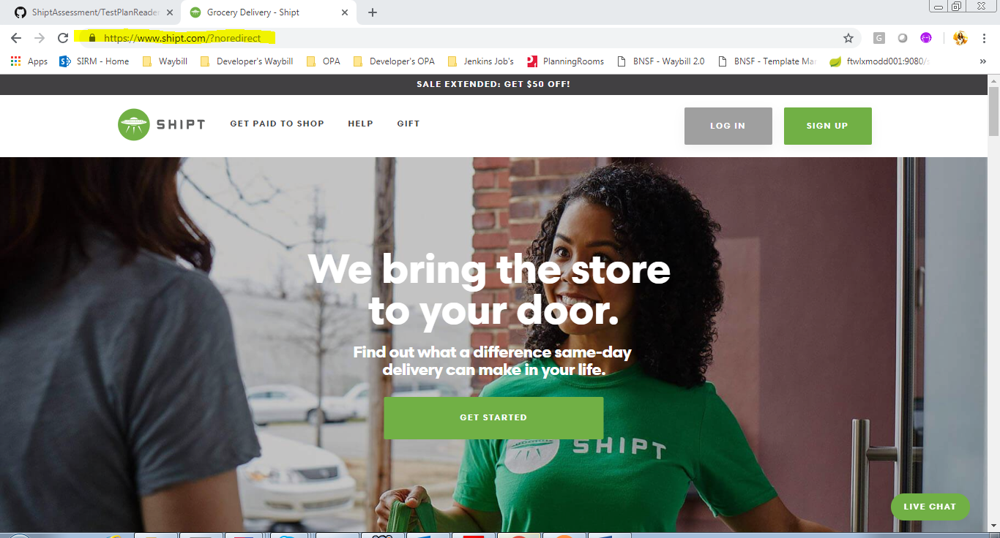 ShiptAssessment/TestPlanReader
Grocery Delivery - Shipt
https://www.shipt.com/?noredirect
G
Apps
SIRM - Home
Waybill
Developer's Waybill
OPA
Developer's OPA
Jenkins Job's
PlanningRooms
BNSF - Waybill 2.0
BNSF - Template Ma
ftwlxmodd001:9080/s
SALE EXTENDED: GET $50 OFF!
SHIPT
GET PAID TO SHOP
HELP
GIFT
LOG IN
SIGN UP
We bring the store
to your door.
Find out what a difference same-day
delivery can make in your life.
GET STARTED
SHIPT
LIVE CHAT